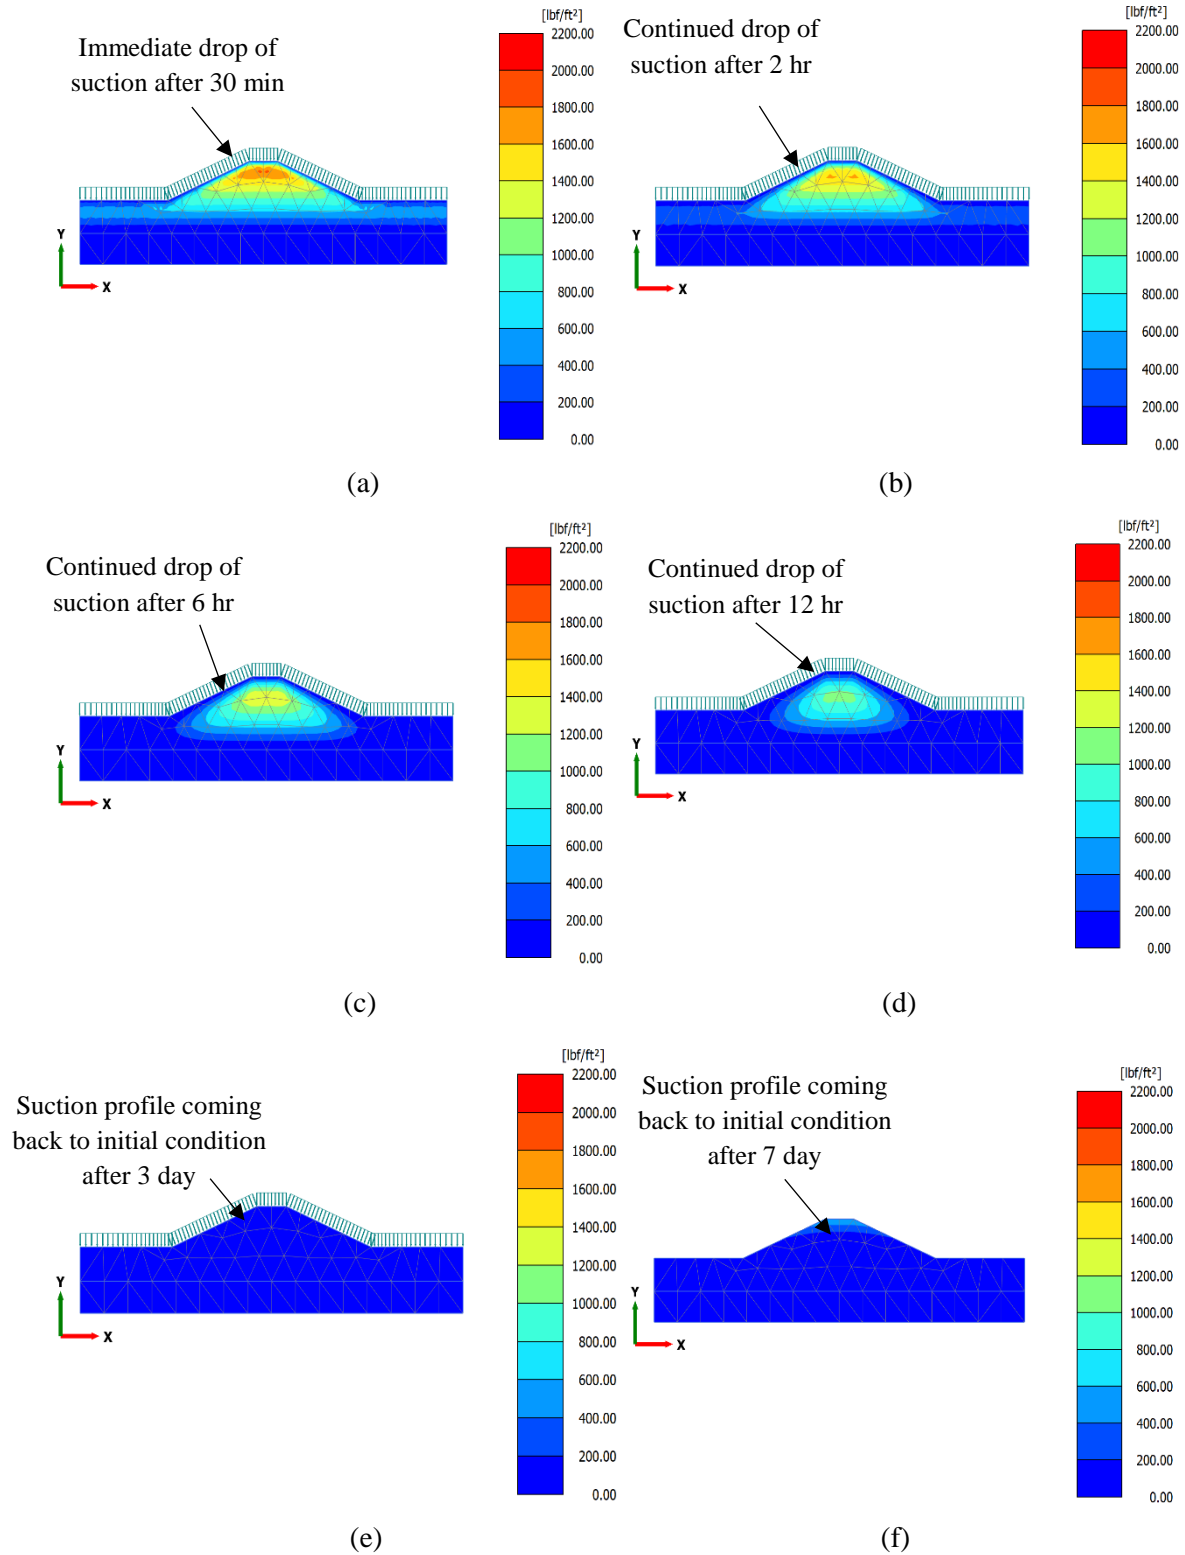 Immediate drop of
suction after 30 min
[lbf/ft²]
2200.00
2000.00
1800.00
1600.00
1400.00
1200.00
1000.00
800.00
600.00
400.00
200.00
0.00
Y
X
(a)
Continued drop of
suction after 2 hr
[lbf/ft²]
2200.00
2000.00
1800.00
1600.00
1400.00
1200.00
1000.00
800.00
600.00
400.00
200.00
0.00
Y
X
(b)
Continued drop of
suction after 6 hr
[lbf/ft²]
2200.00
2000.00
1800.00
1600.00
1400.00
1200.00
1000.00
800.00
600.00
400.00
200.00
0.00
Y
X
(c)
Continued drop of
suction after 12 hr
[lbf/ft²]
2200.00
2000.00
1800.00
1600.00
1400.00
1200.00
1000.00
800.00
600.00
400.00
200.00
0.00
Y
X
(d)
Suction profile coming
back to initial condition
after 3 day
[lbf/ft²]
2200.00
2000.00
1800.00
1600.00
1400.00
1200.00
1000.00
800.00
600.00
400.00
200.00
0.00
Y
X
(e)
Suction profile coming
back to initial condition
after 7 day
[lbf/ft²]
2200.00
2000.00
1800.00
1600.00
1400.00
1200.00
1000.00
800.00
600.00
400.00
200.00
0.00
Y
X
(f)